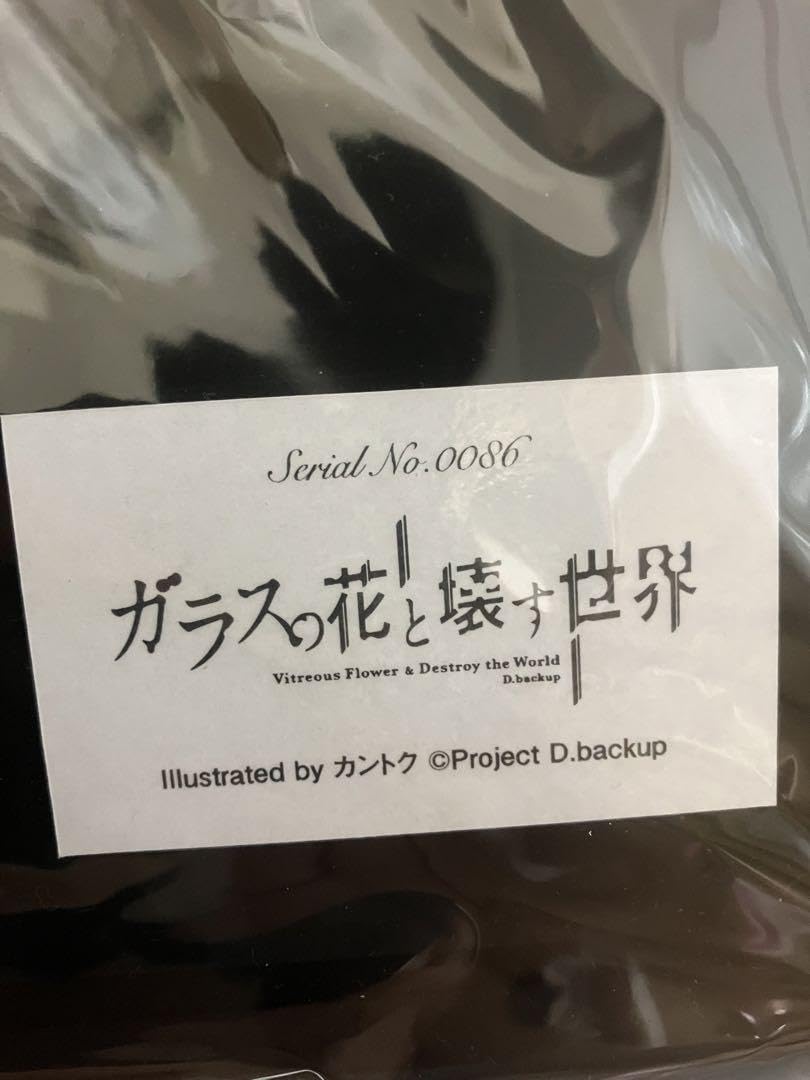 Serial No.0086
ガラスの花と壊す世界
Vitreous Flower & Destroy the World
D.backup
Illustrated by カントク ©Project D.backup